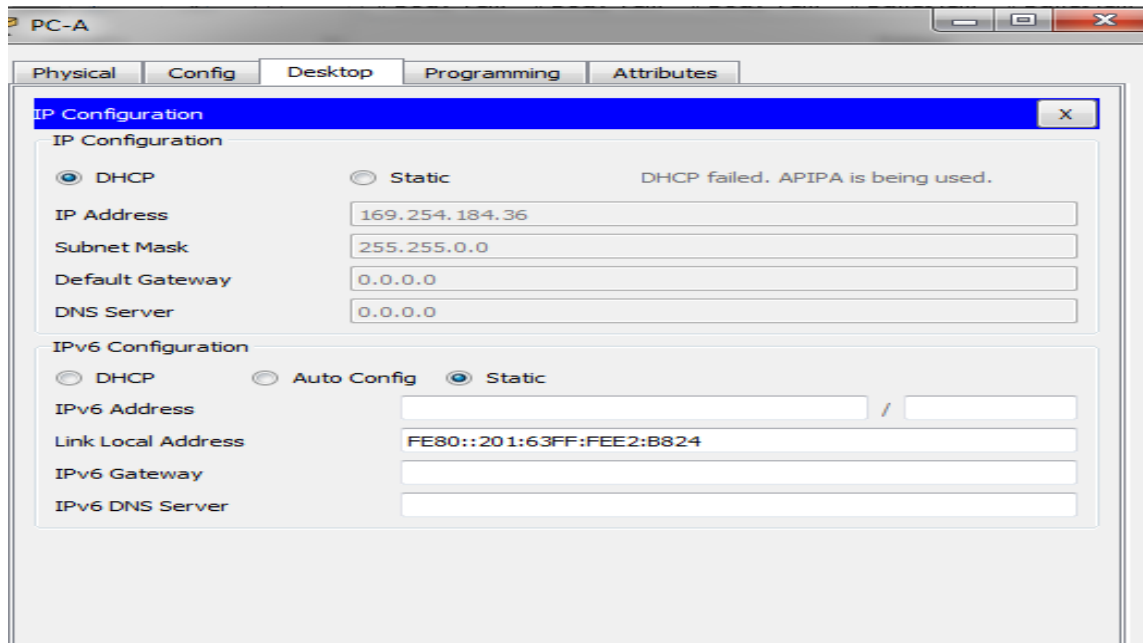 PC-A
Physical Config Desktop Programming Attributes
IP Configuration X
IP Configuration
DHCP Static DHCP failed. APIPA is being used.
IP Address 169.254.184.36
Subnet Mask 255.255.0.0
Default Gateway 0.0.0.0
DNS Server 0.0.0.0
IPv6 Configuration
DHCP Auto Config Static
IPv6 Address /
Link Local Address FE80::201:63FF:FEE2:B824
IPv6 Gateway
IPv6 DNS Server